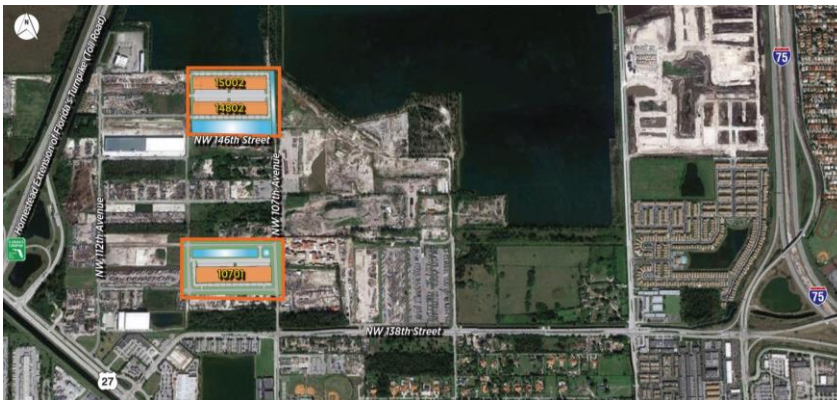 N
Homestead Extension of Florida's Turnpike (Toll Road)
75
15002
14802
NW 146th Street
NW 112th Avenue
NW 107th Avenue
10701
75
NW 138th Street
27